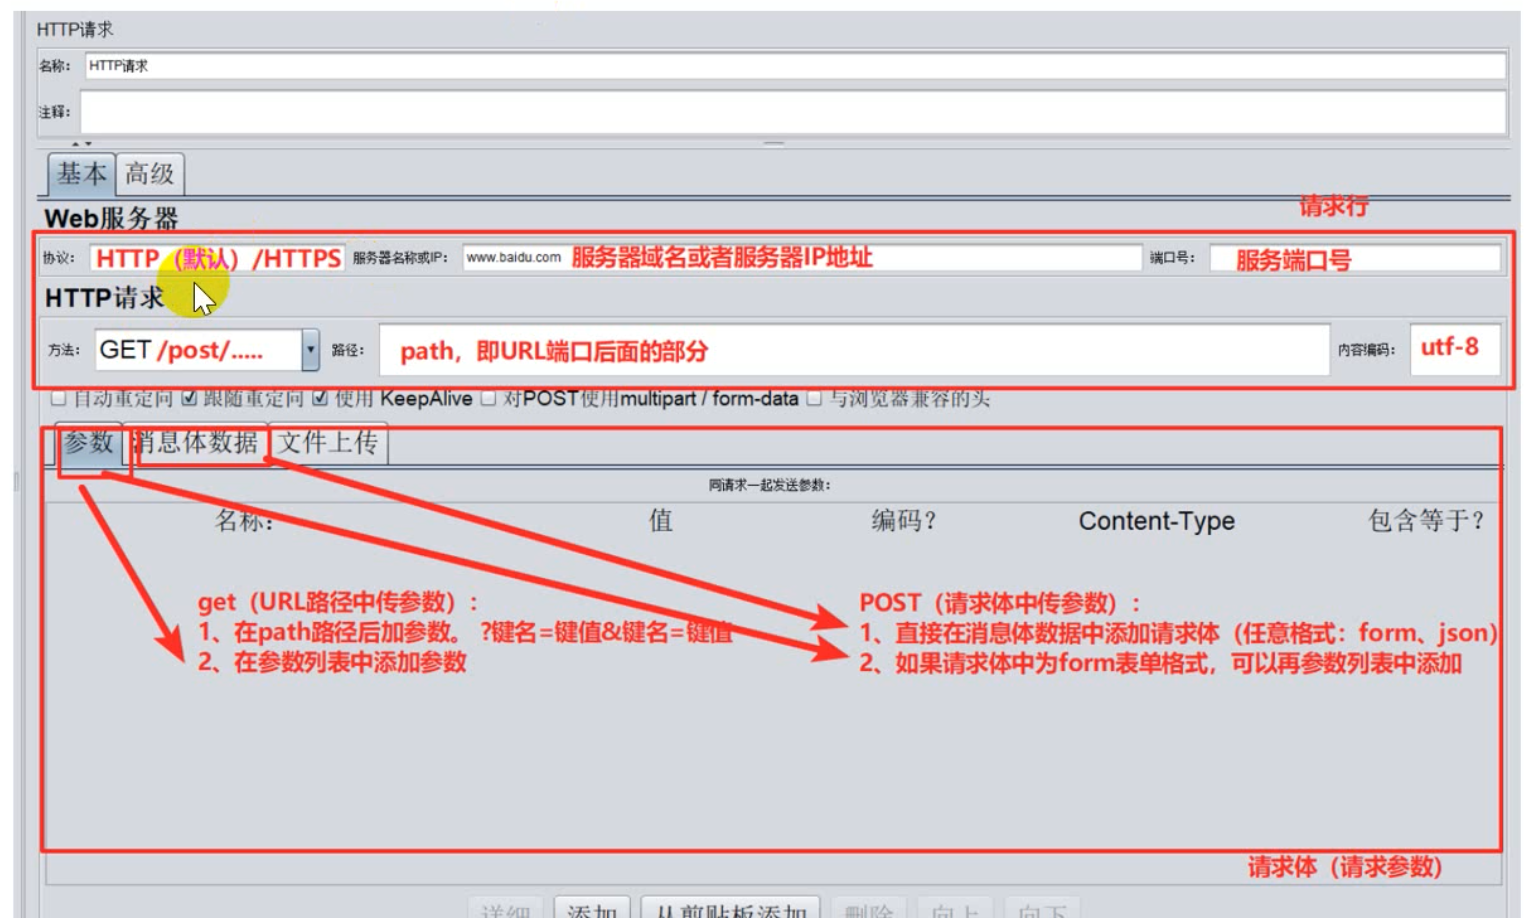 HTTP请求
名称： HTTP请求
注释：
基本 高级
请求行
Web服务器
协议： HTTP（默认）/HTTPS 服务器名称或IP： www.baidu.com 服务器域名或者服务器IP地址 端口号： 服务端口号
HTTP请求
方法： GET /post/..... 路径： path，即URL端口后面的部分 内容编码： utf-8
自动重定向 跟随重定向 使用 KeepAlive 对POST使用multipart / form-data 与浏览器兼容的头
参数 消息体数据 文件上传
同请求一起发送参数：
名称： 值 编码？ Content-Type 包含等于？
get（URL路径中传参数）：
1、在path路径后加参数。 ?键名=键值&键名=键值
2、在参数列表中添加参数
POST（请求体中传参数）：
1、直接在消息体数据中添加请求体（任意格式：form、json）
2、如果请求体中为form表单格式，可以再参数列表中添加
请求体（请求参数）
详细 添加 从剪贴板添加 删除 向上 向下